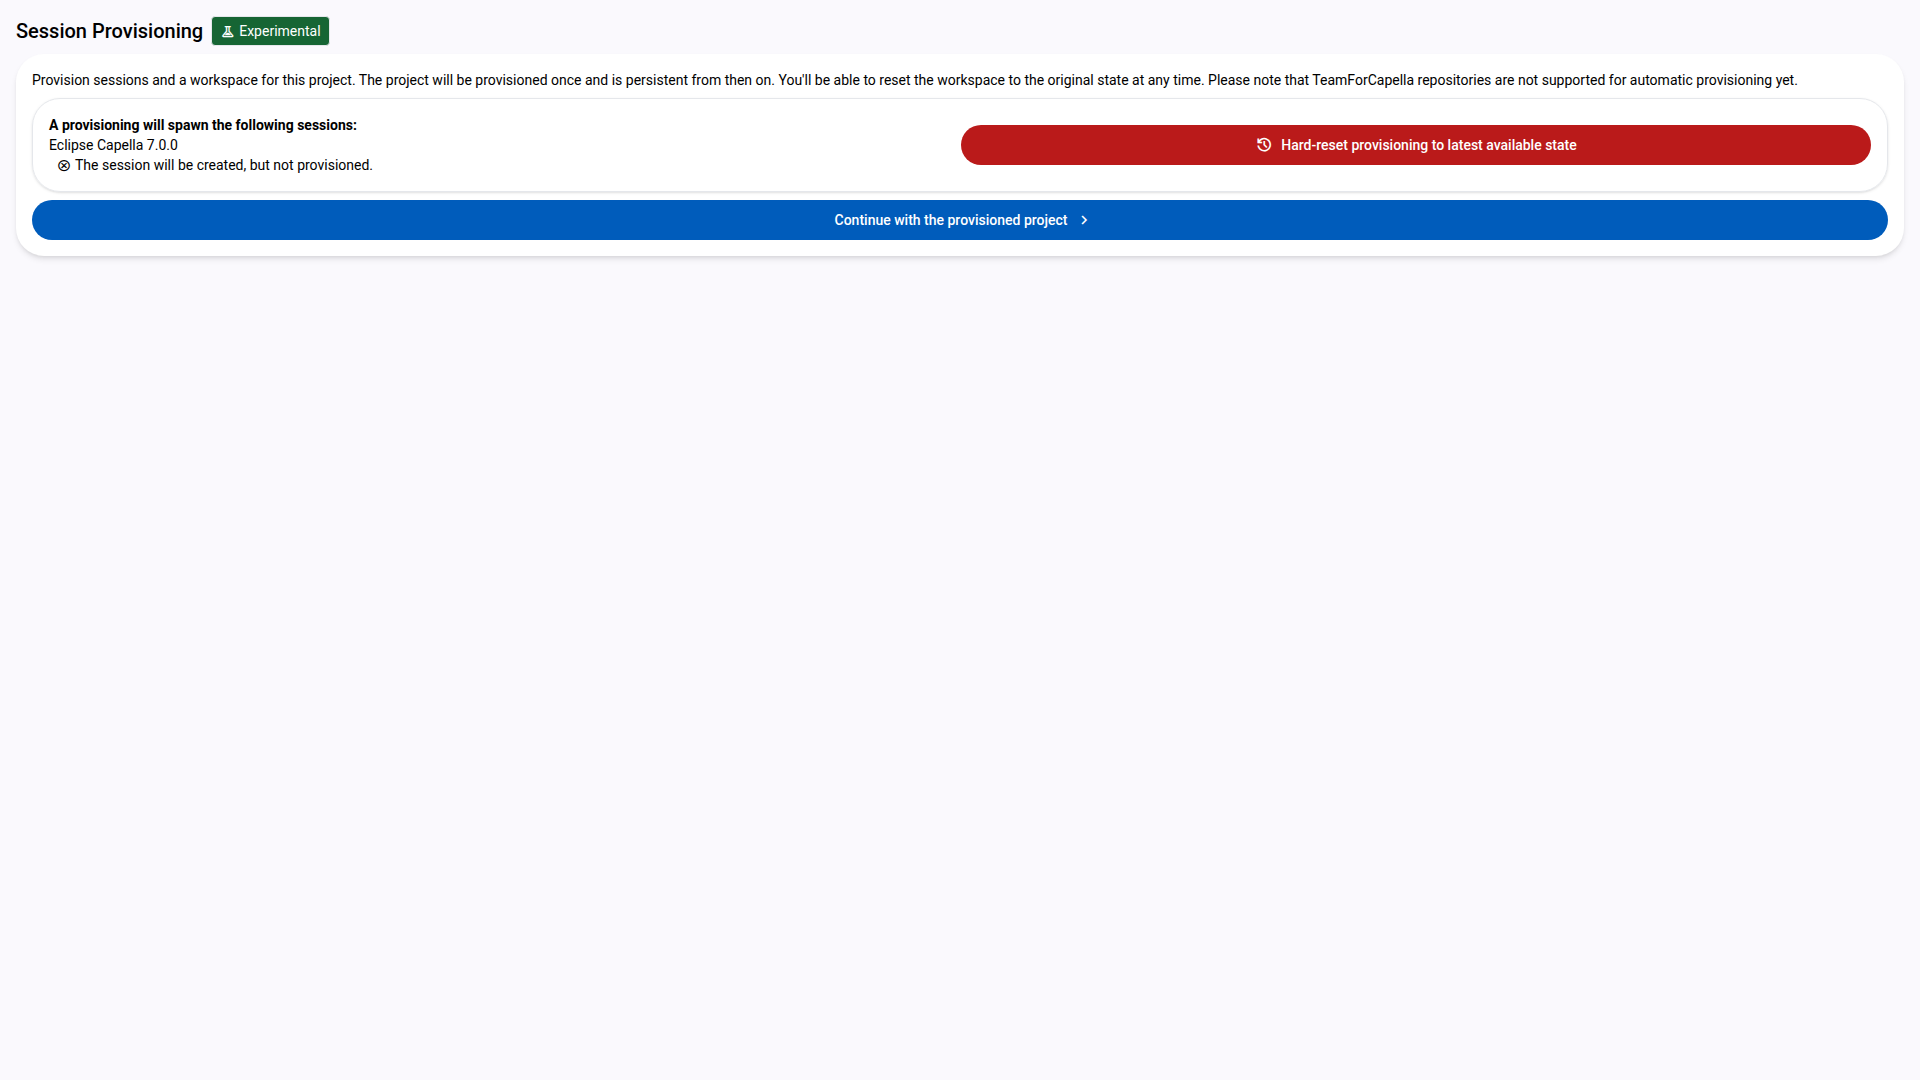 Session Provisioning
Experimental
Provision sessions and a workspace for this project. The project will be provisioned once and is persistent from then on. You'll be able to reset the workspace to the original state at any time. Please note that TeamForCapella repositories are not supported for automatic provisioning yet.
A provisioning will spawn the following sessions:
Eclipse Capella 7.0.0
The session will be created, but not provisioned.
Hard-reset provisioning to latest available state
Continue with the provisioned project